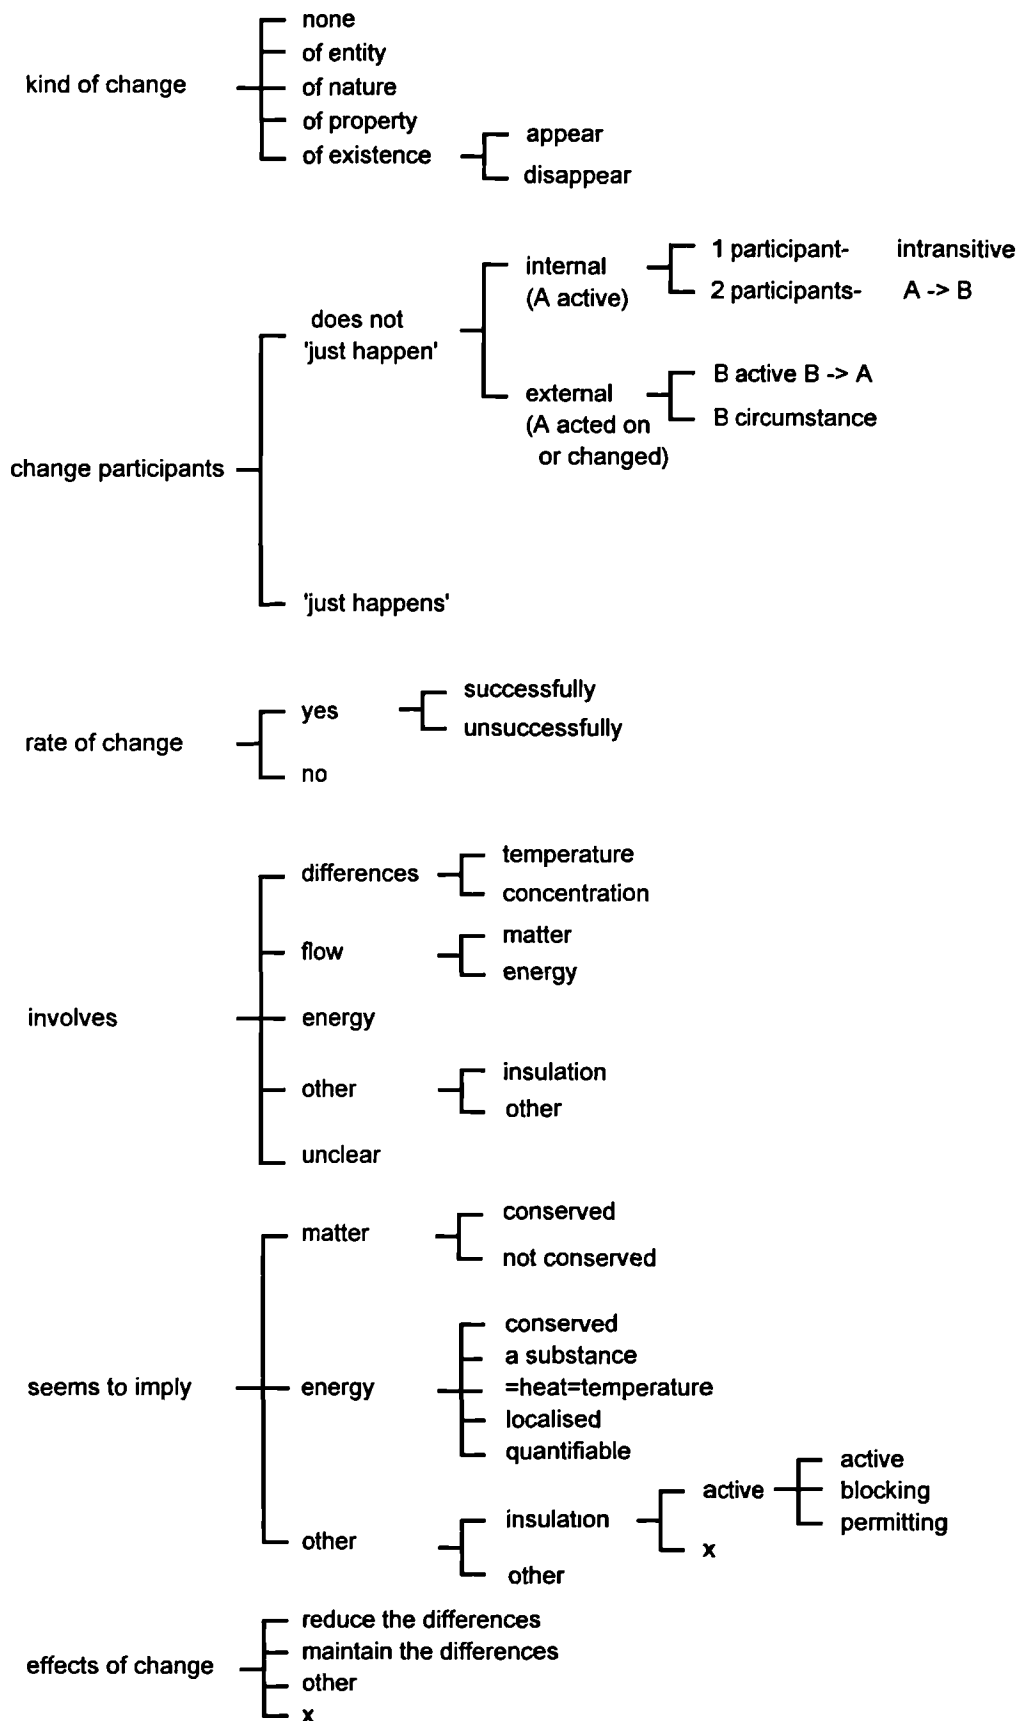 none
of entity
kind of change
of nature
of property
of existence
appear
disappear
1 participant- intransitive
internal
(A active)
2 participants- A -> B
does not
'just happen'
B active B -> A
external
(A acted on
or changed)
B circumstance
change participants
'just happens'
successfully
yes
unsuccessfully
rate of change
no
temperature
differences
concentration
matter
flow
energy
involves
energy
insulation
other
other
unclear
conserved
matter
not conserved
conserved
a substance
seems to imply
energy
=heat=temperature
localised
quantifiable
active
active
blocking
permitting
insulation
other
x
other
reduce the differences
maintain the differences
effects of change
other
x